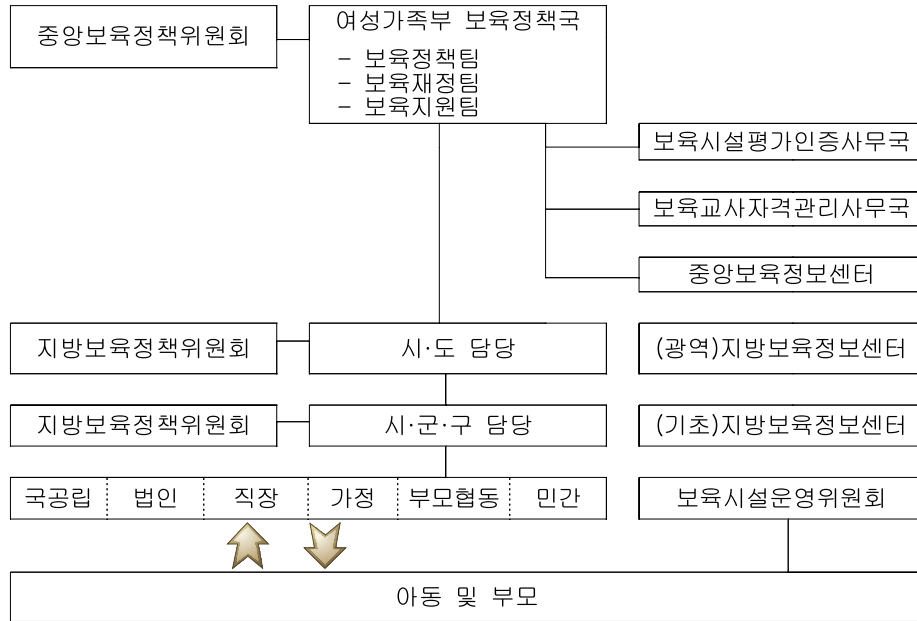 중앙보육정책위원회
여성가족부 보육정책국
- 보육정책팀
- 보육재정팀
- 보육지원팀
보육시설평가인증사무국
보육교사자격관리사무국
중앙보육정보센터
지방보육정책위원회
시·도 담당
(광역)지방보육정보센터
지방보육정책위원회
시·군·구 담당
(기초)지방보육정보센터
국공립
법인
직장
가정
부모협동
민간
보육시설운영위원회
아동 및 부모